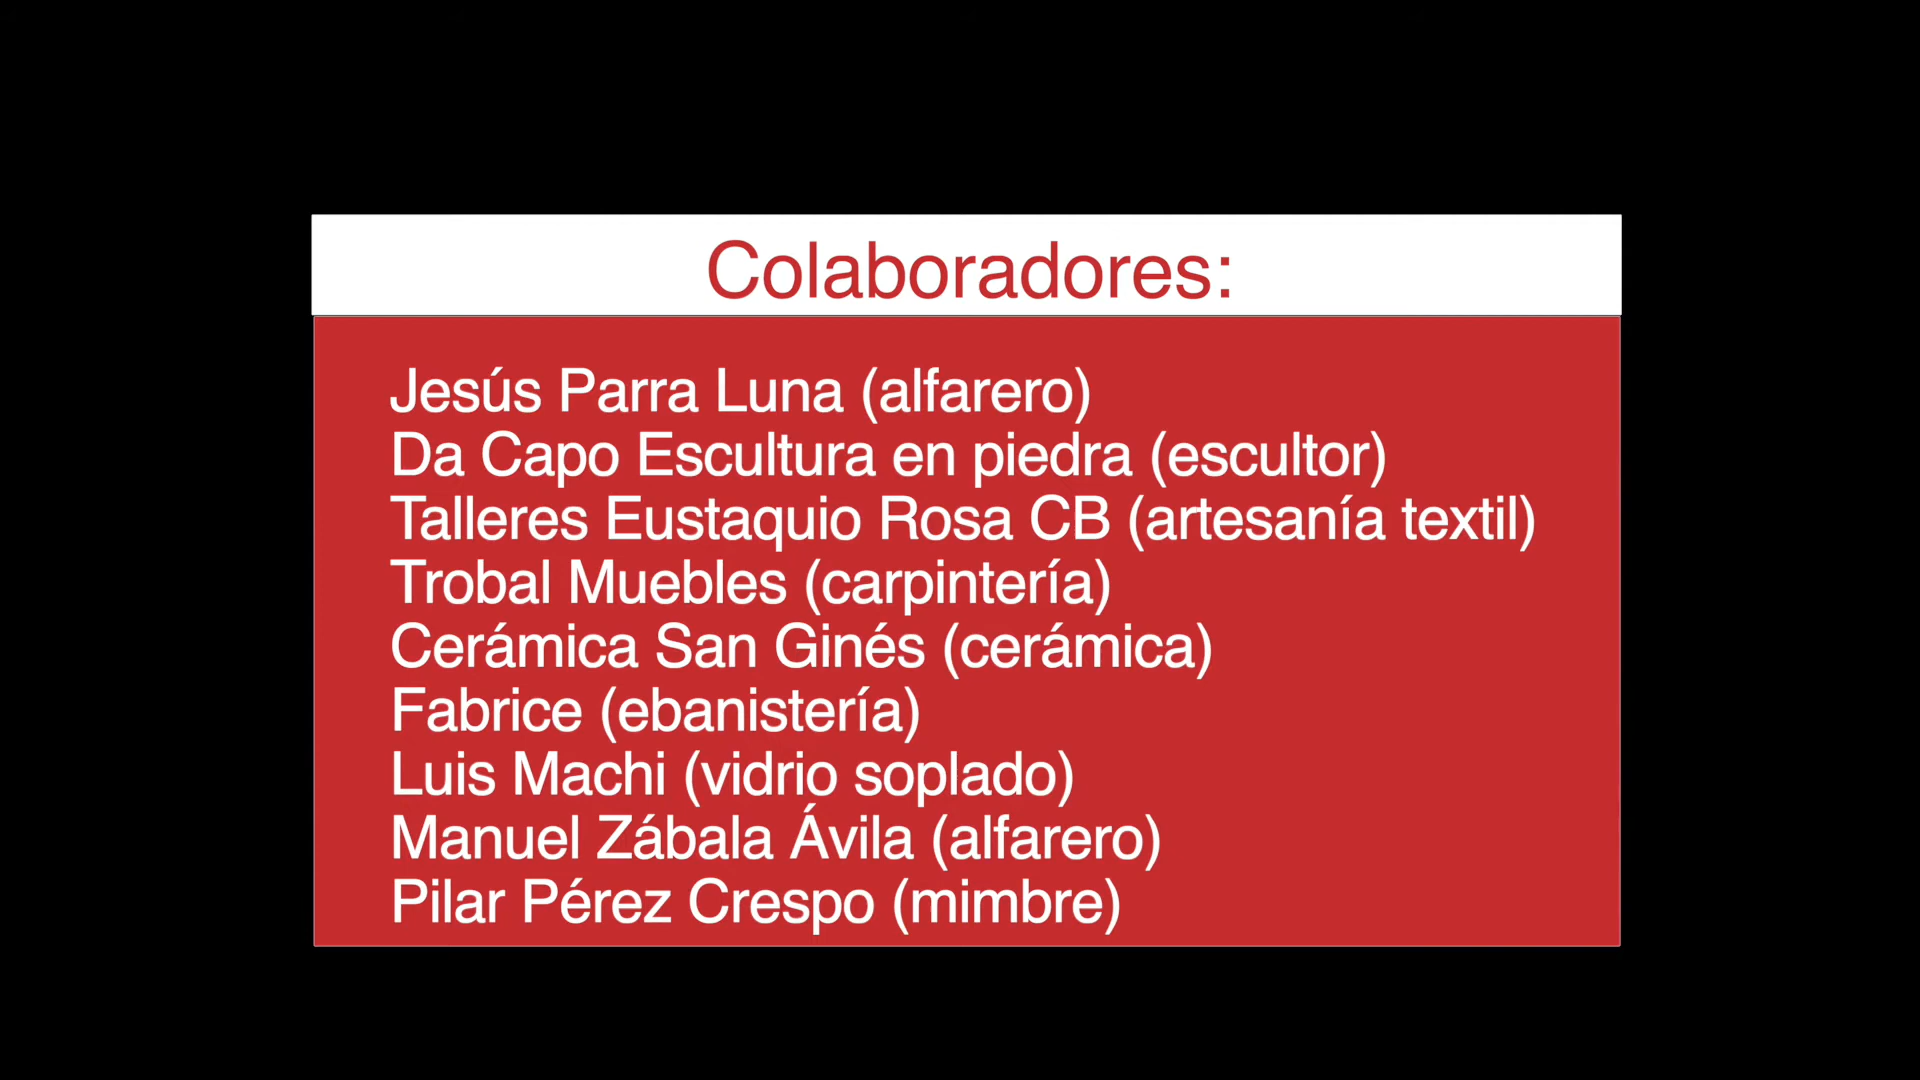 Colaboradores:
Jesús Parra Luna (alfarero)
Da Capo Escultura en piedra (escultor)
Talleres Eustaquio Rosa CB (artesanía textil)
Trobal Muebles (carpintería)
Cerámica San Ginés (cerámica)
Fabrice (ebanistería)
Luis Machi (vidrio soplado)
Manuel Zábala Ávila (alfarero)
Pilar Pérez Crespo (mimbre)